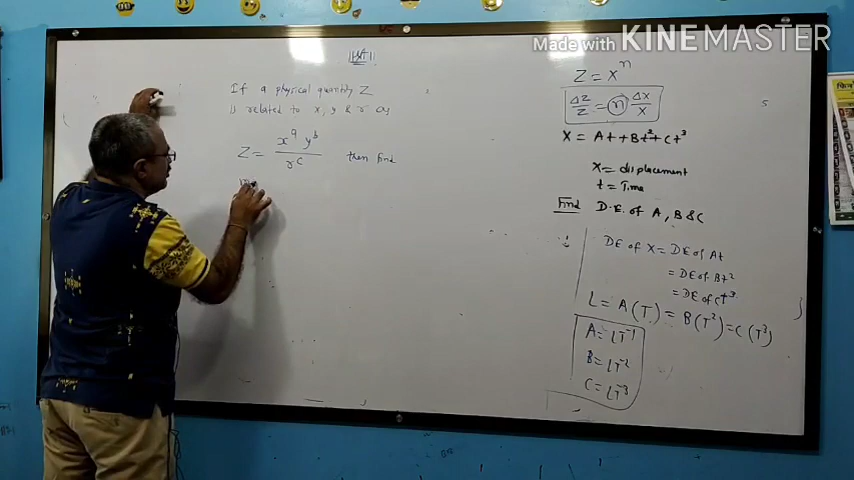 If a physical quantity Z
is related to x, y & r as
Z = x^a y^b / r^c then find
m
Made with KINEMASTER
Z = x^n
ΔZ/Z = n Δx/x
X = At + Bt² + Ct³
x = displacement
t = Time
Find D.E. of A, B & C
DE of X = DE of At
= DE of Bt²
= DE of Ct³
L = A(T) = B(T²) = C(T³)
A = LT⁻¹
B = LT⁻²
C = LT⁻³